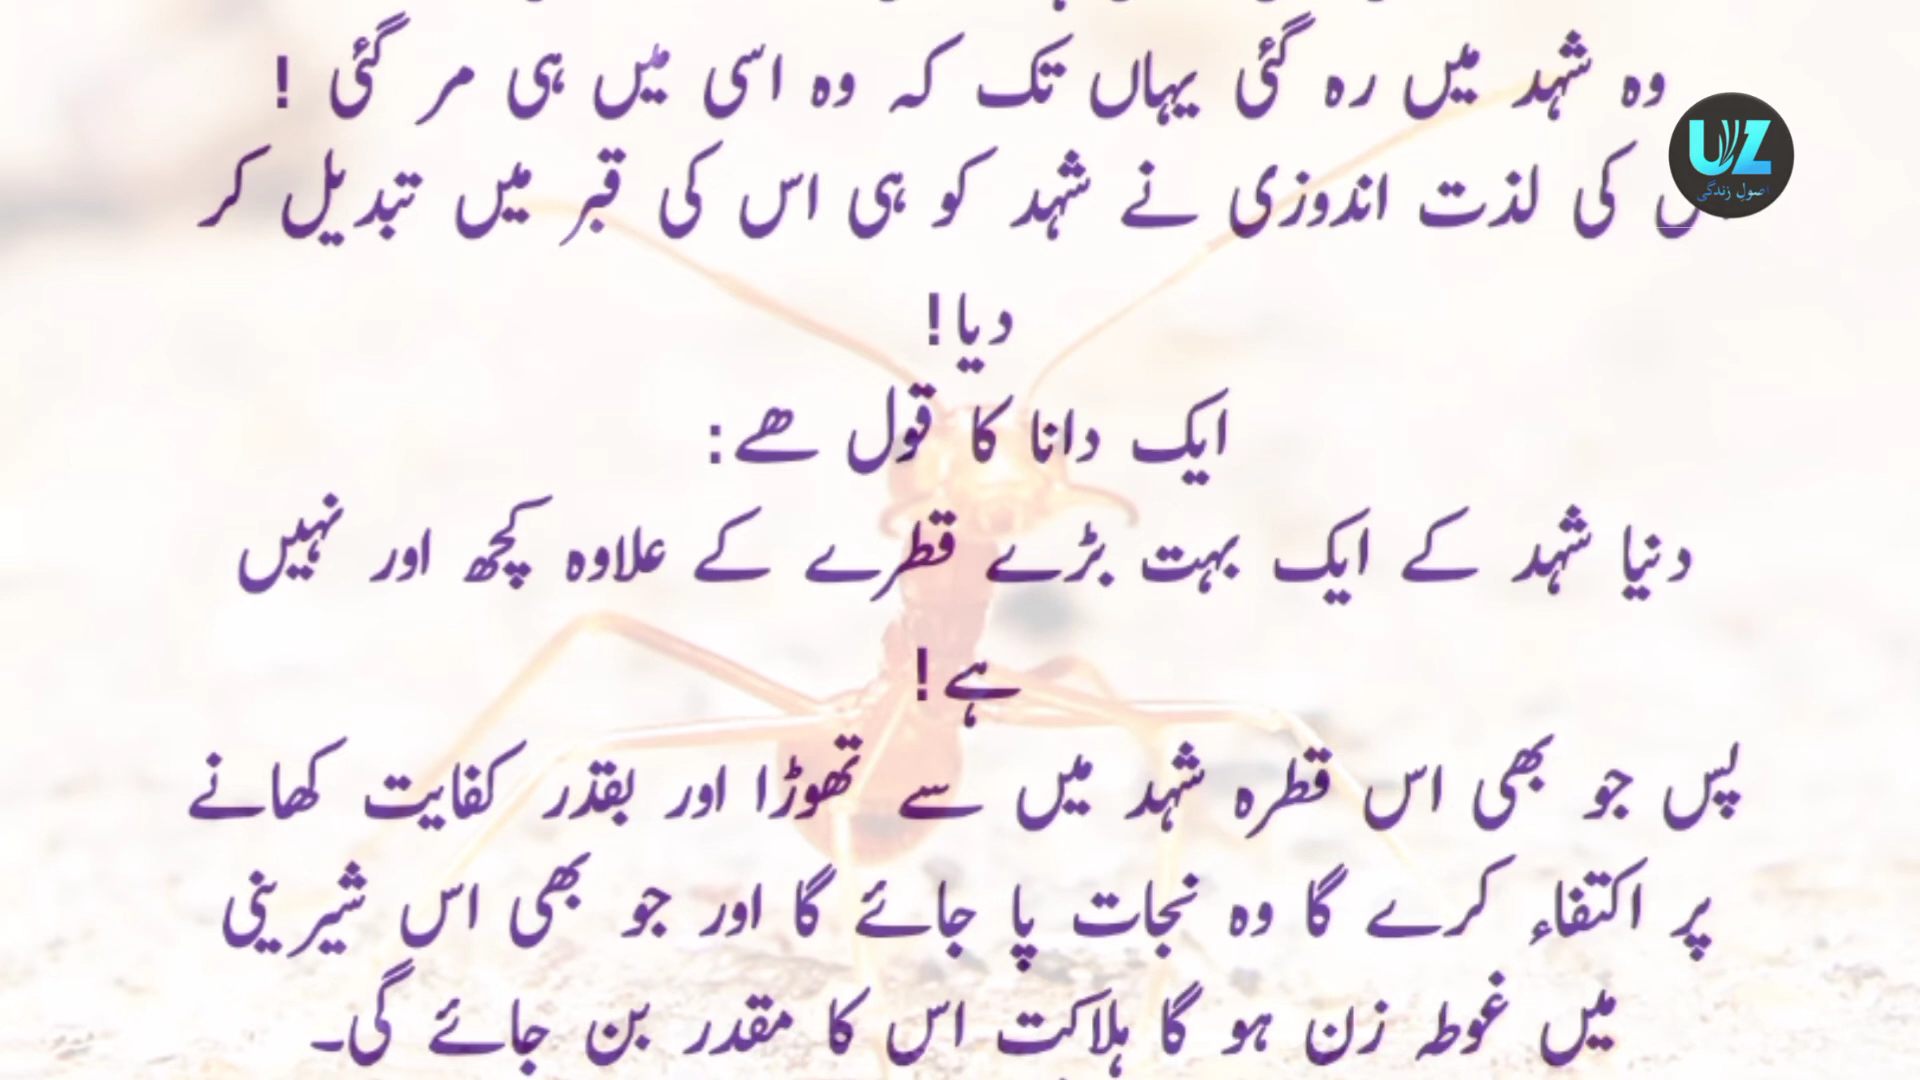 وہ شہد میں رہ گئی یہاں تک کہ وہ اسی میں ہی مر گئی !
کی لذت اندوزی نے شہد کو ہی اس کی قبر میں تبدیل کر
دیا!
ایک دانا کا قول ھے:
دنیا شہد کے ایک بہت بڑے قطرے کے علاوہ کچھ اور نہیں
ہے!
پس جو بھی اس قطرہ شہد میں سے تھوڑا اور بقدر کفایت کھانے
پر اکتفاء کرے گا وہ نجات پا جائے گا اور جو بھی اس شیرینی
میں غوطہ زن ہو گا ہلاکت اس کا مقدر بن جائے گی۔
UZ
اصولِ زندگی